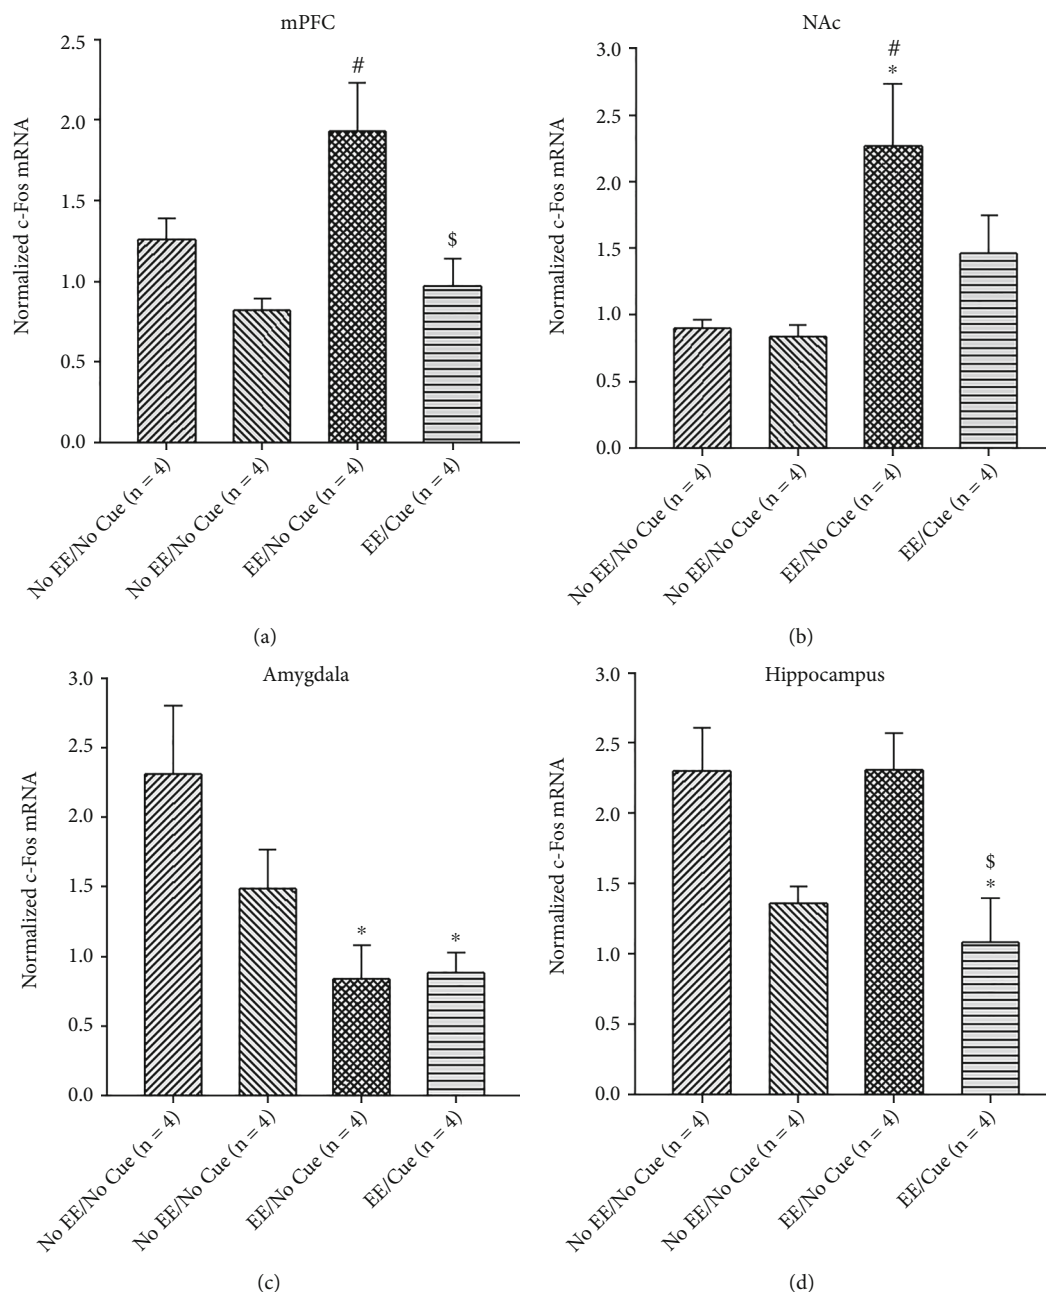 mPFC
Normalized c-Fos mRNA
2.5
2.0
1.5
1.0
0.5
0.0
#
$
No EE/No Cue (n = 4)
No EE/No Cue (n = 4)
EE/No Cue (n = 4)
EE/Cue (n = 4)
(a)
NAc
Normalized c-Fos mRNA
3.0
2.5
2.0
1.5
1.0
0.5
0.0
#
*
No EE/No Cue (n = 4)
No EE/No Cue (n = 4)
EE/No Cue (n = 4)
EE/Cue (n = 4)
(b)
Amygdala
Normalized c-Fos mRNA
3.0
2.5
2.0
1.5
1.0
0.5
0.0
*
*
No EE/No Cue (n = 4)
No EE/No Cue (n = 4)
EE/No Cue (n = 4)
EE/Cue (n = 4)
(c)
Hippocampus
Normalized c-Fos mRNA
3.0
2.5
2.0
1.5
1.0
0.5
0.0
$
*
No EE/No Cue (n = 4)
No EE/No Cue (n = 4)
EE/No Cue (n = 4)
EE/Cue (n = 4)
(d)